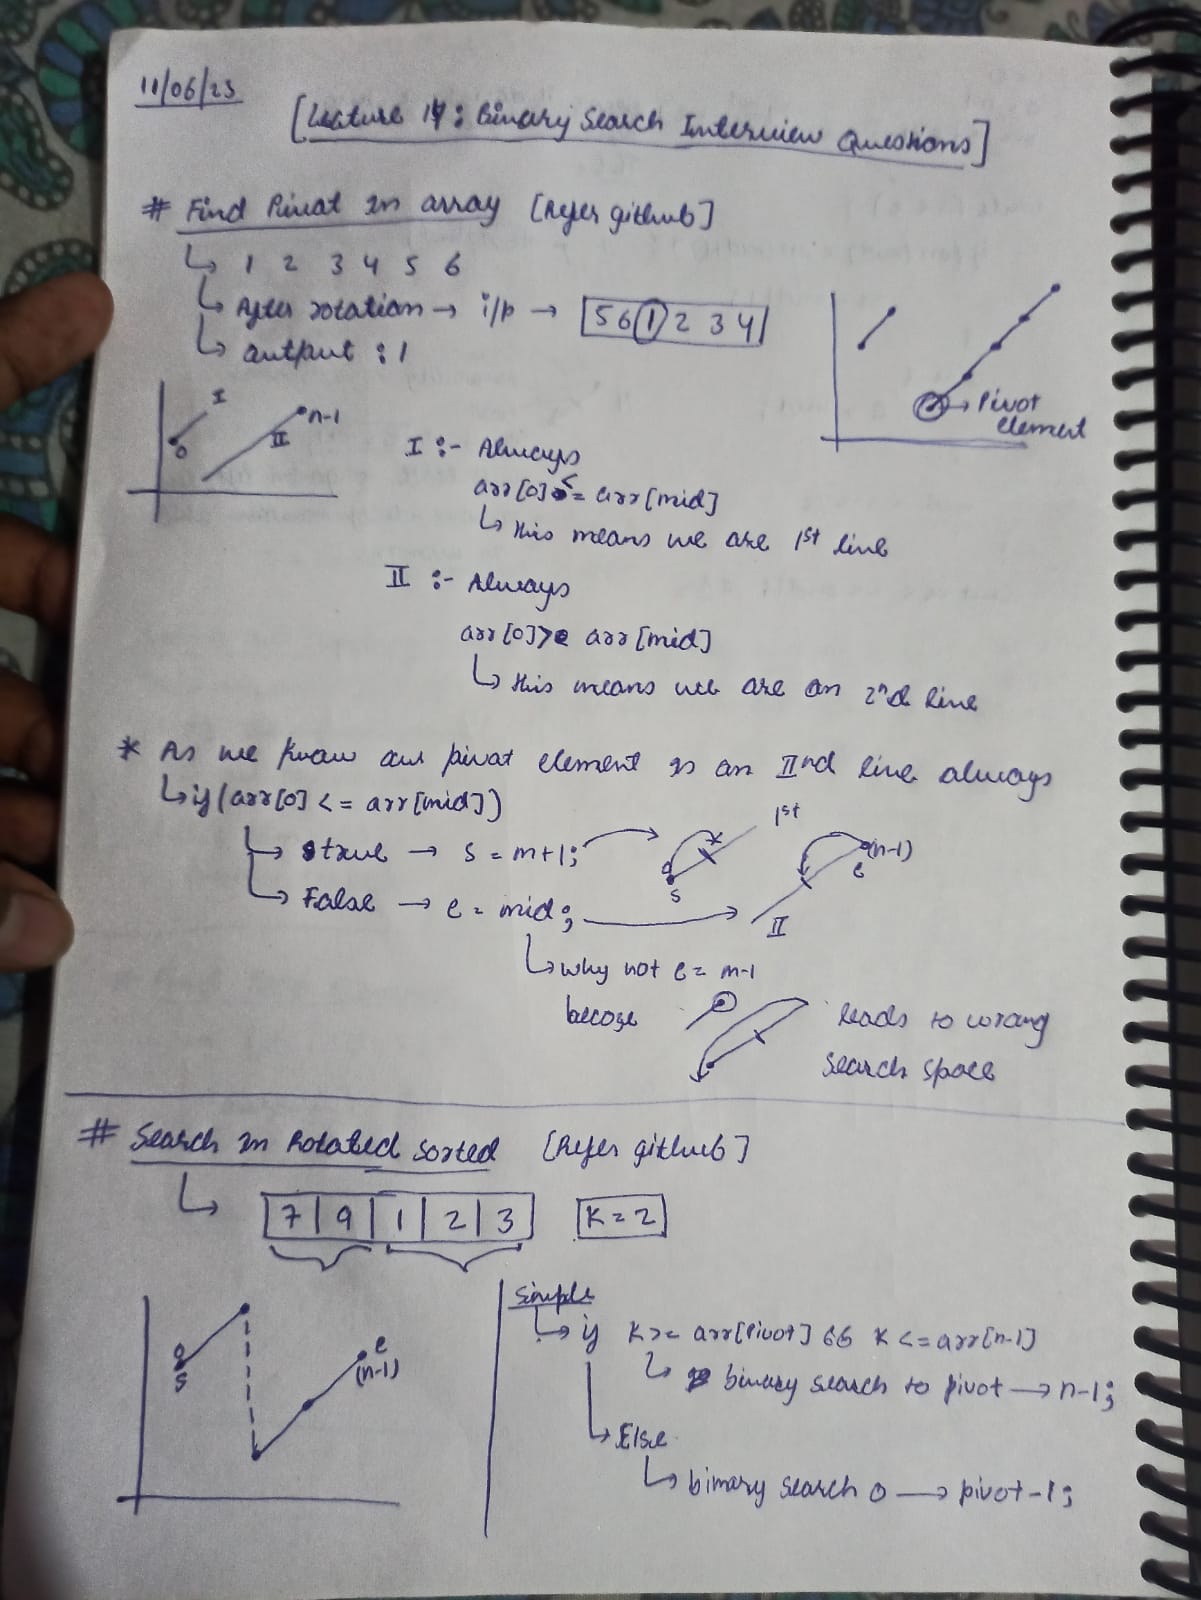 11/06/23
[Lecture 14: Binary Search Interview Questions]
# Find Pivot In array [Refer github]
↳ 1 2 3 4 5 6
↳ After rotation → i/p → [5 6 1 2 3 4]
↳ output : 1
→ Pivot element
I
0
II
n-1
I :- Always
arr[0] <= arr[mid]
↳ this means we are 1st line
II :- Always
arr[0] > arr[mid]
↳ this means we are on 2nd line
* As we know our pivot element is on IInd line always
↳ if (arr[0] <= arr[mid])
↳ true → s = m+1;
0
s
1st
(n-1)
e
↳ False → e = mid;
II
↳ why not e = m-1
becoze
leads to wrong
search space
# Search In Rotated Sorted [Refer github]
↳ 7 | 9 | 1 | 2 | 3
K = 2
0
s
e
(n-1)
Simple
↳ if K >= arr[Pivot] && K <= arr[n-1]
↳ binary search to pivot → n-1;
↳ Else
↳ binary search 0 → pivot-1;